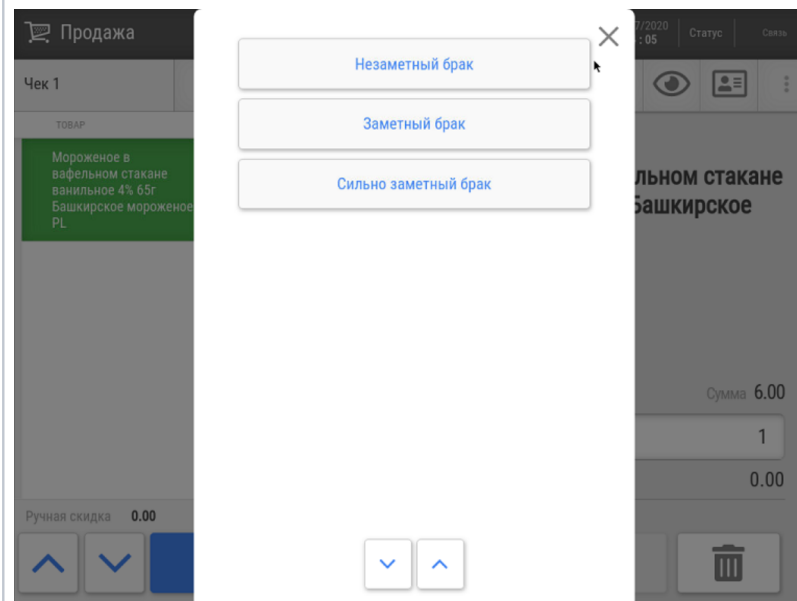 Продажа
7/2020
: 05
Статус
Связь
Чек 1
ТОВАР
Мороженое в
вафельном стакане
ванильное 4% 65г
Башкирское мороженое
PL
Незаметный брак
Заметный брак
Сильно заметный брак
льном стакане
Башкирское
Сумма 6.00
1
0.00
Ручная скидка 0.00